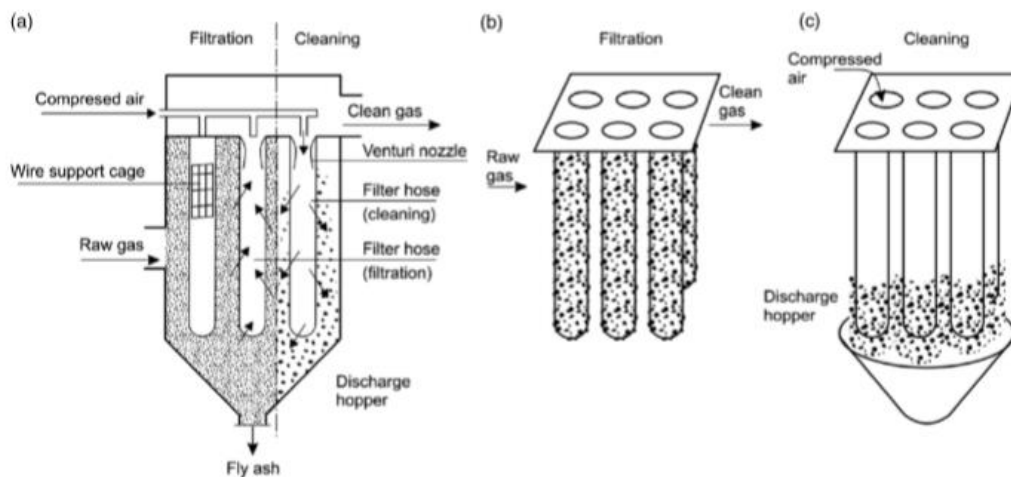 (a)
Filtration
Cleaning
Compresed air
Clean gas
Venturi nozzle
Wire support cage
Filter hose
(cleaning)
Raw gas
Filter hose
(filtration)
Discharge
hopper
Fly ash
(b)
Filtration
Clean
gas
Raw
gas
(c)
Cleaning
Compressed
air
Discharge
hopper